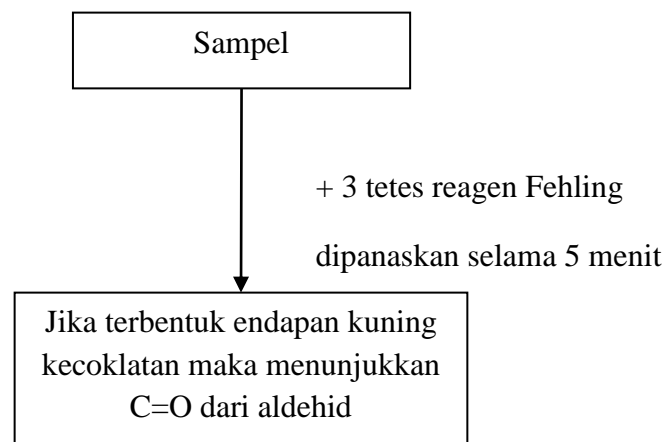 Sampel
+ 3 tetes reagen Fehling
dipanaskan selama 5 menit
Jika terbentuk endapan kuning
kecoklatan maka menunjukkan
C=O dari aldehid